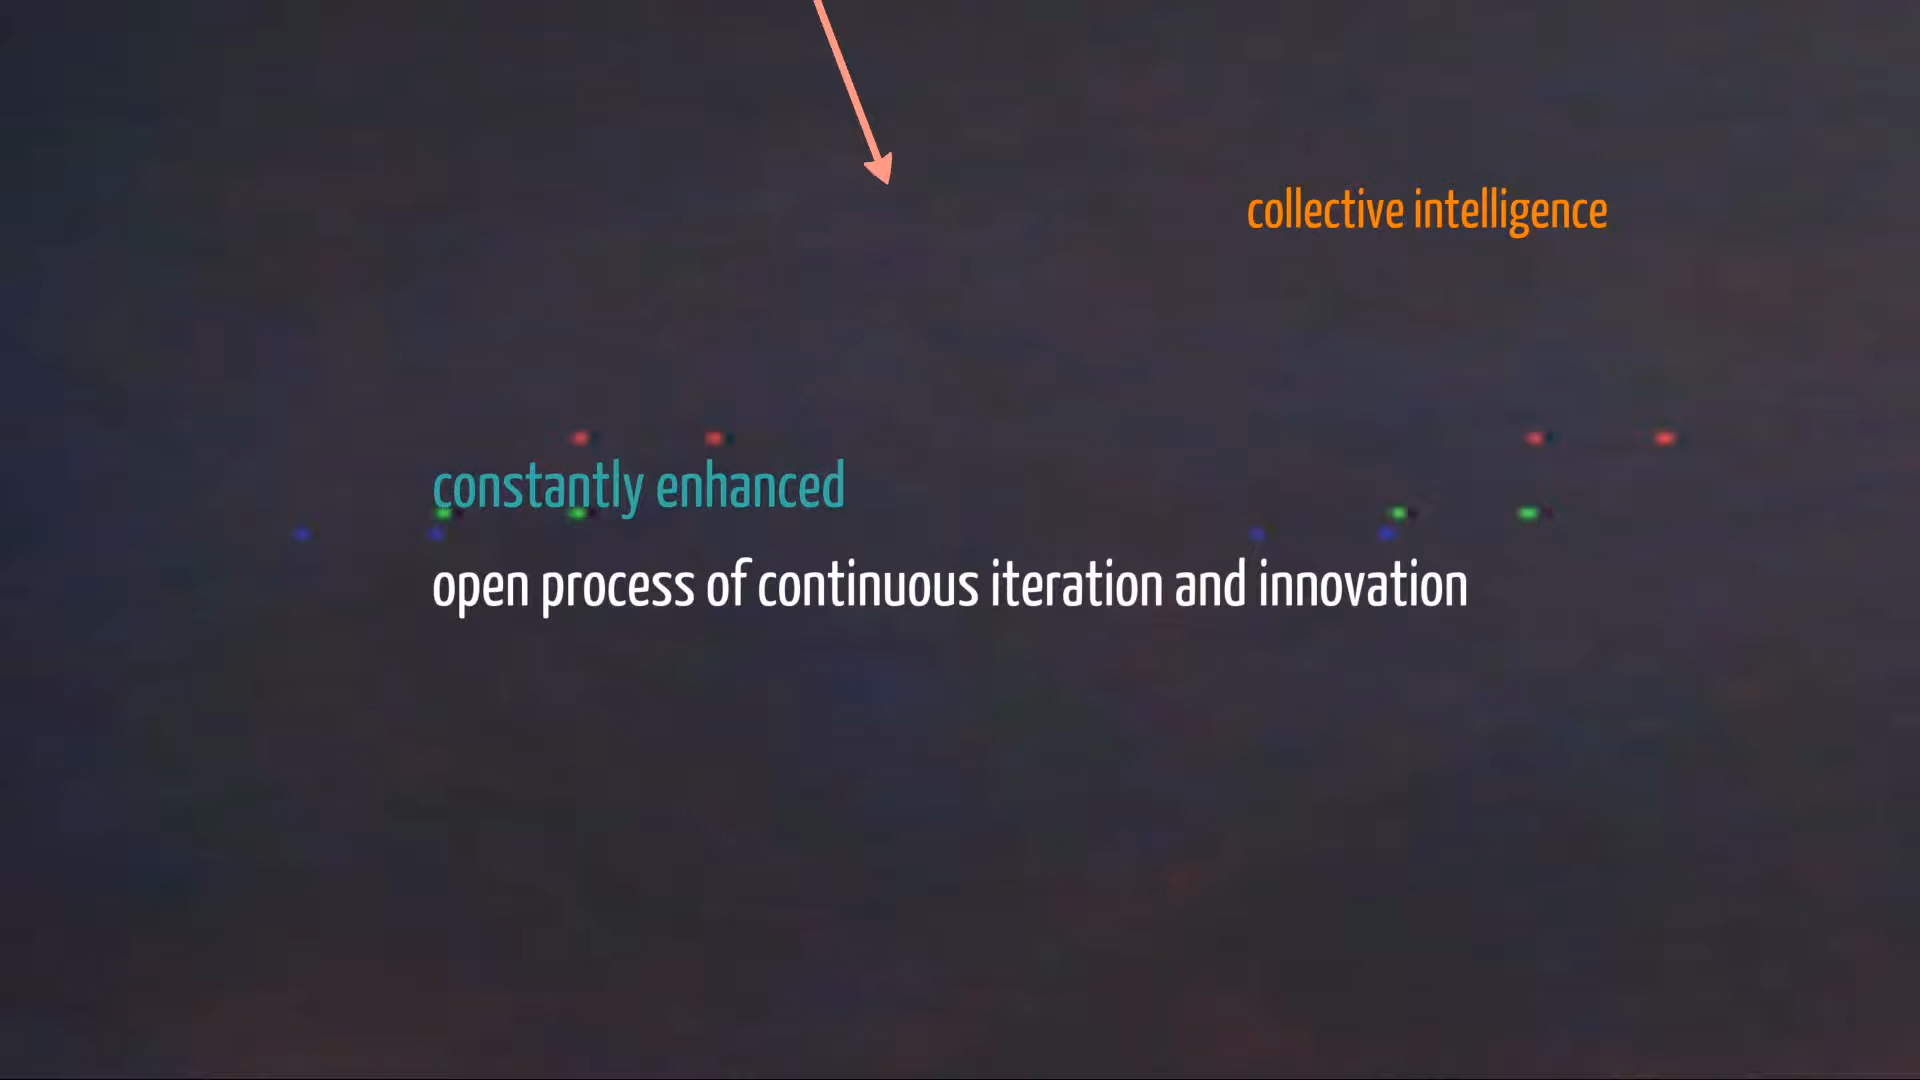 collective intelligence
constantly enhanced
open process of continuous iteration and innovation